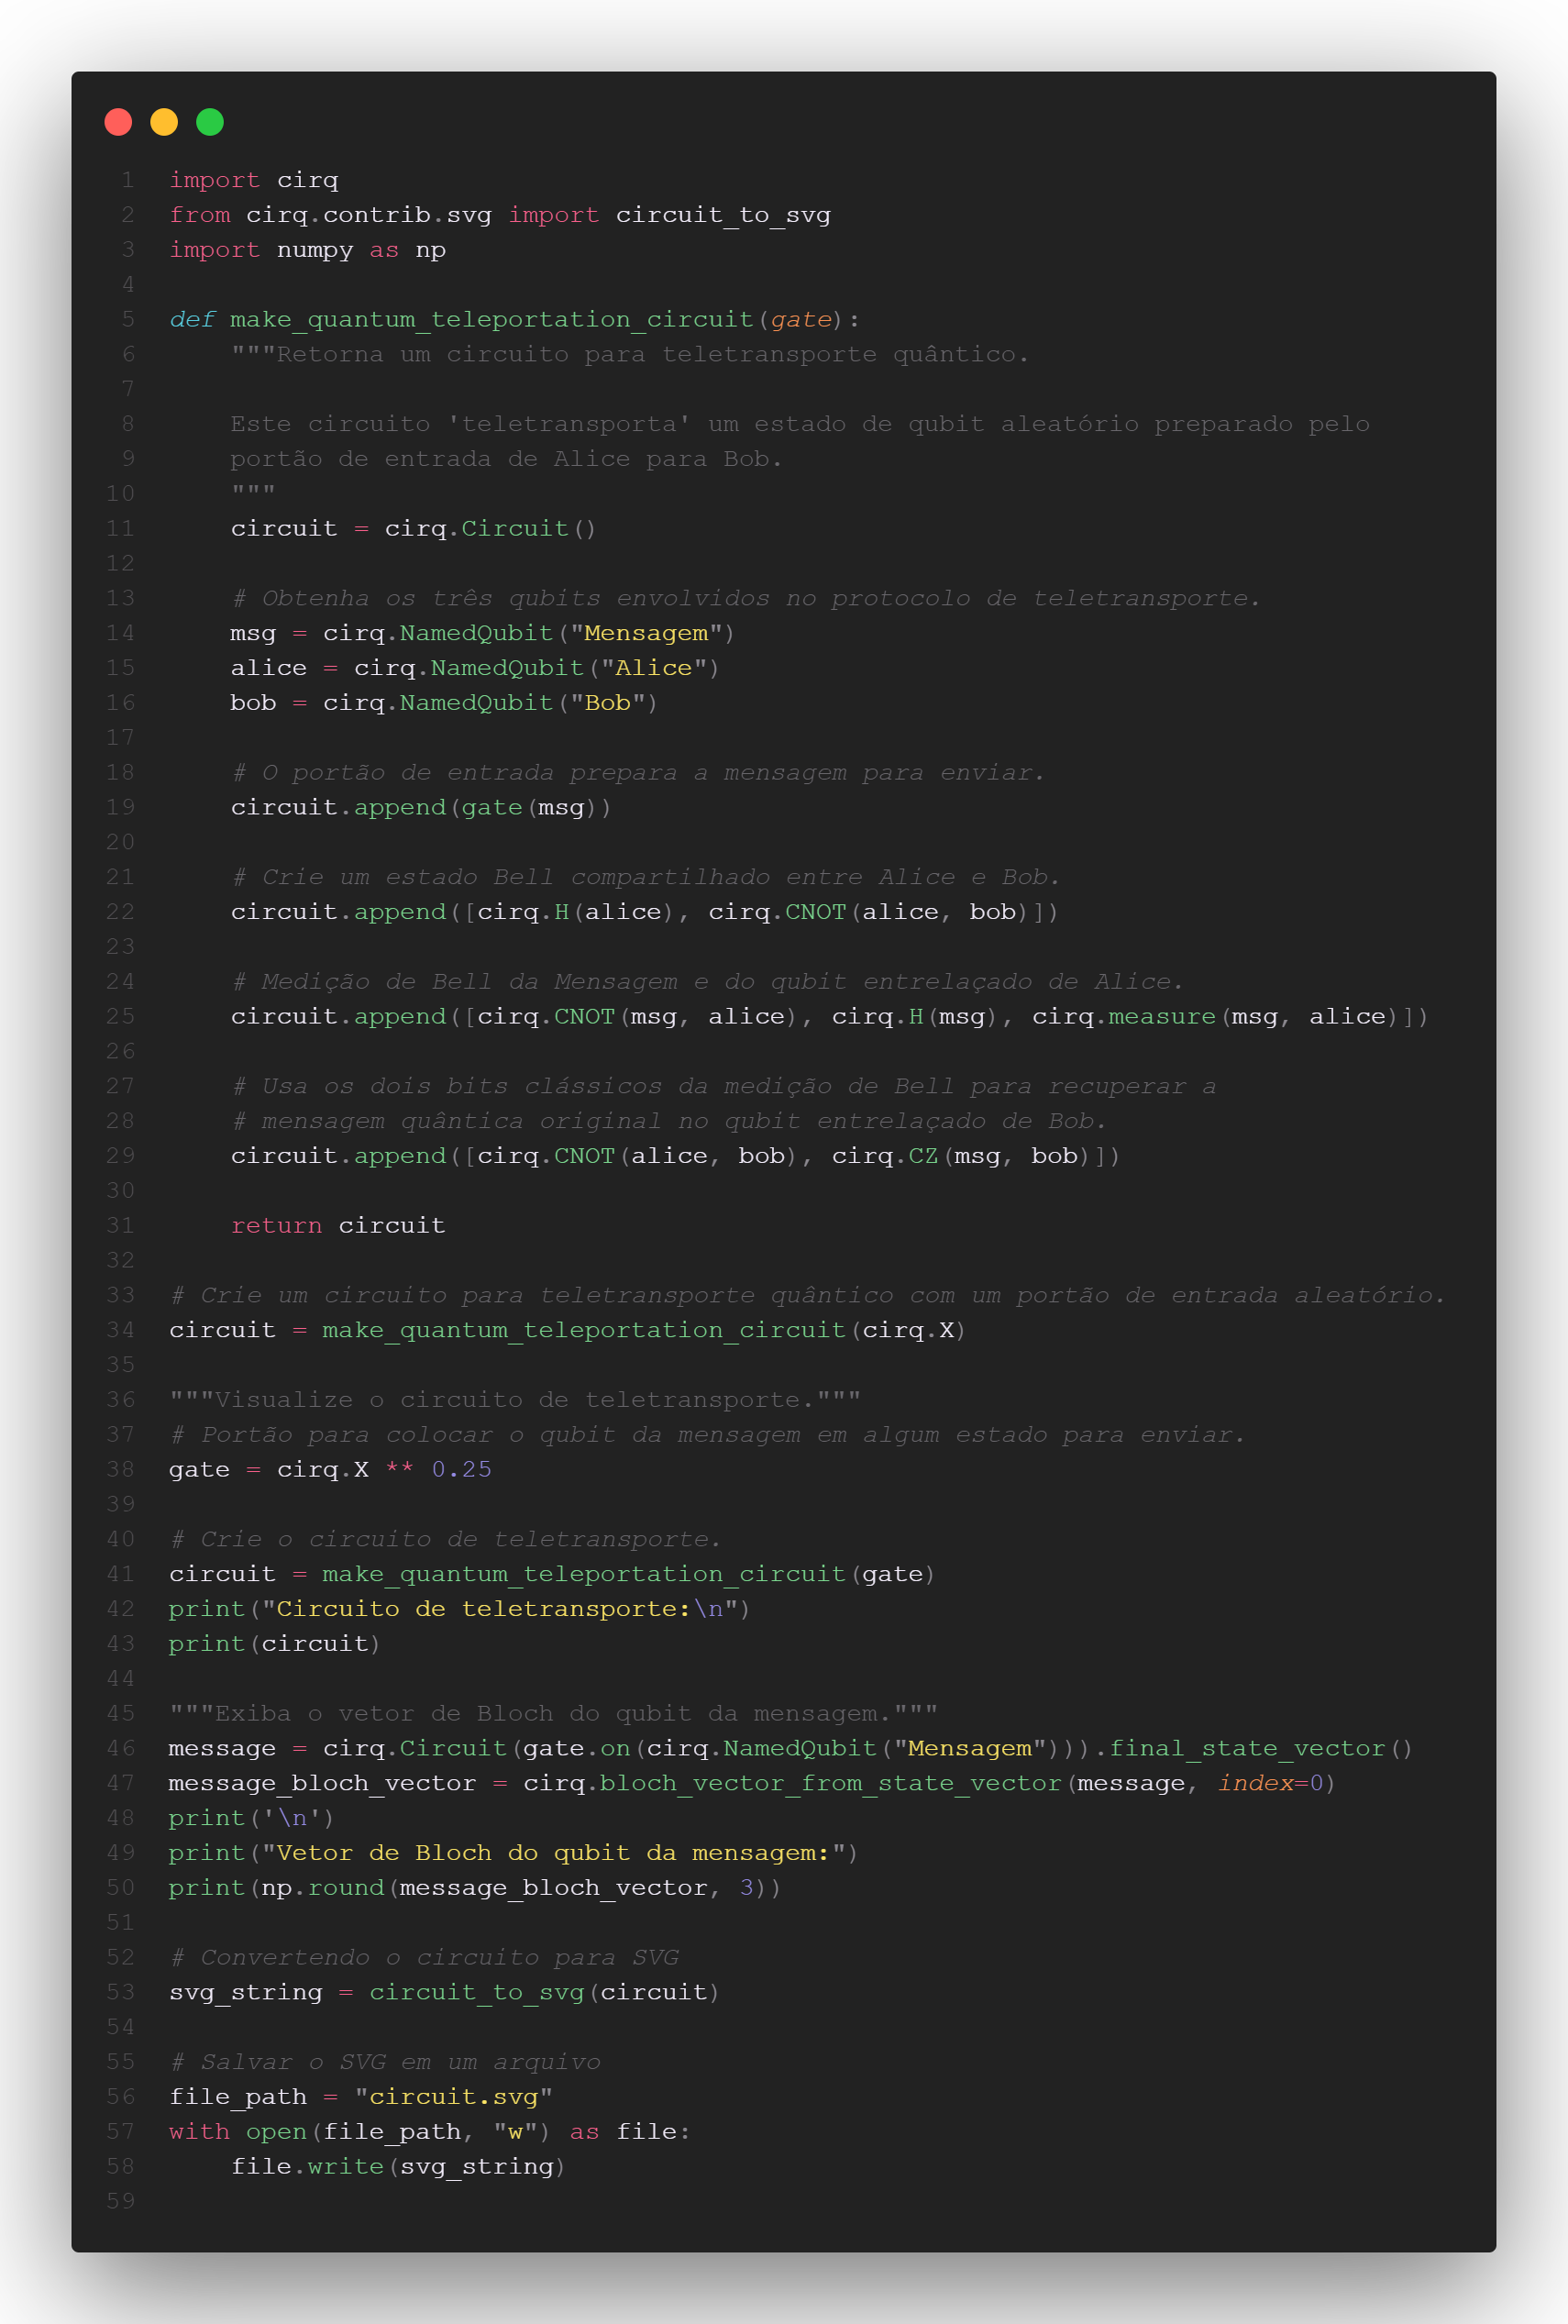 1 import cirq
2 from cirq.contrib.svg import circuit_to_svg
3 import numpy as np
4
5 def make_quantum_teleportation_circuit(gate):
6     """Retorna um circuito para teletransporte quântico.
7
8     Este circuito 'teletransporta' um estado de qubit aleatório preparado pelo
9     portão de entrada de Alice para Bob.
10     """
11     circuit = cirq.Circuit()
12
13     # Obtenha os três qubits envolvidos no protocolo de teletransporte.
14     msg = cirq.NamedQubit("Mensagem")
15     alice = cirq.NamedQubit("Alice")
16     bob = cirq.NamedQubit("Bob")
17
18     # O portão de entrada prepara a mensagem para enviar.
19     circuit.append(gate(msg))
20
21     # Crie um estado Bell compartilhado entre Alice e Bob.
22     circuit.append([cirq.H(alice), cirq.CNOT(alice, bob)])
23
24     # Medição de Bell da Mensagem e do qubit entrelaçado de Alice.
25     circuit.append([cirq.CNOT(msg, alice), cirq.H(msg), cirq.measure(msg, alice)])
26
27     # Usa os dois bits clássicos da medição de Bell para recuperar a
28     # mensagem quântica original no qubit entrelaçado de Bob.
29     circuit.append([cirq.CNOT(alice, bob), cirq.CZ(msg, bob)])
30
31     return circuit
32
33 # Crie um circuito para teletransporte quântico com um portão de entrada aleatório.
34 circuit = make_quantum_teleportation_circuit(cirq.X)
35
36 """Visualize o circuito de teletransporte."""
37 # Portão para colocar o qubit da mensagem em algum estado para enviar.
38 gate = cirq.X ** 0.25
39
40 # Crie o circuito de teletransporte.
41 circuit = make_quantum_teleportation_circuit(gate)
42 print("Circuito de teletransporte:\n")
43 print(circuit)
44
45 """Exiba o vetor de Bloch do qubit da mensagem."""
46 message = cirq.Circuit(gate.on(cirq.NamedQubit("Mensagem"))).final_state_vector()
47 message_bloch_vector = cirq.bloch_vector_from_state_vector(message, index=0)
48 print('\n')
49 print("Vetor de Bloch do qubit da mensagem:")
50 print(np.round(message_bloch_vector, 3))
51
52 # Convertendo o circuito para SVG
53 svg_string = circuit_to_svg(circuit)
54
55 # Salvar o SVG em um arquivo
56 file_path = "circuit.svg"
57 with open(file_path, "w") as file:
58     file.write(svg_string)
59